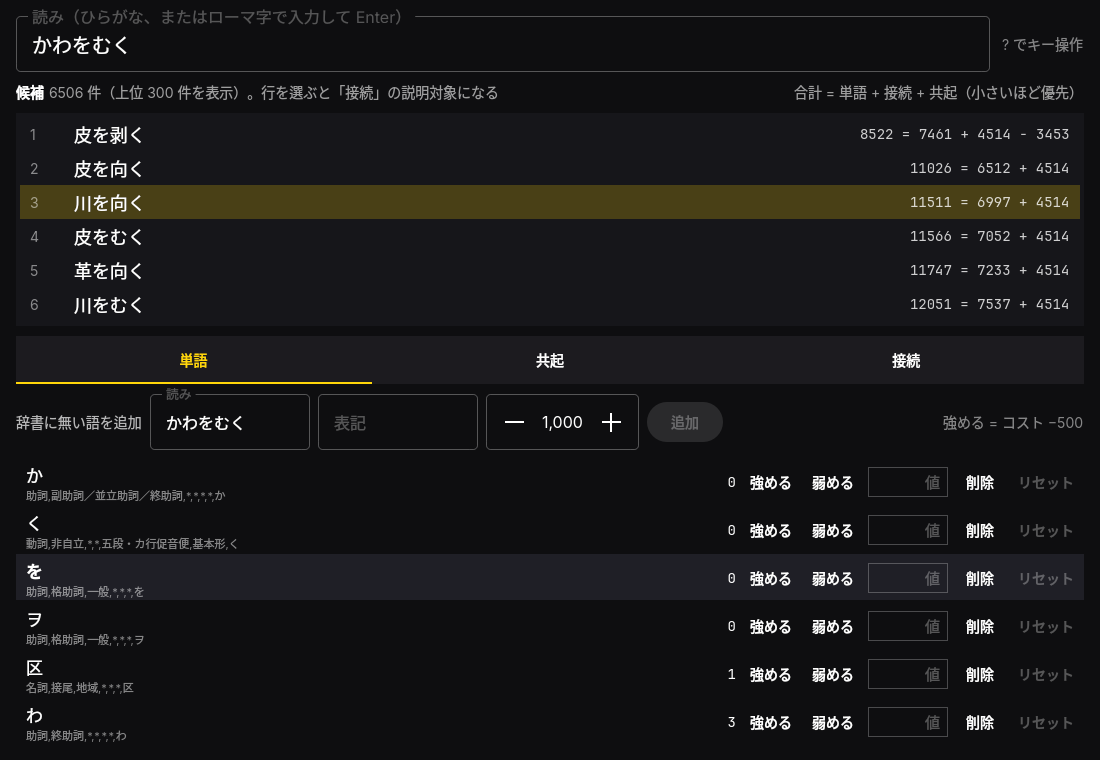 読み（ひらがな、またはローマ字で入力して Enter）
かわをむく
? でキー操作
候補 6506 件（上位 300 件を表示）。行を選ぶと「接続」の説明対象になる
合計 = 単語 + 接続 + 共起（小さいほど優先）
1 皮を剥く 8522 = 7461 + 4514 - 3453
2 皮を向く 11026 = 6512 + 4514
3 川を向く 11511 = 6997 + 4514
4 皮をむく 11566 = 7052 + 4514
5 革を向く 11747 = 7233 + 4514
6 川をむく 12051 = 7537 + 4514
単語 共起 接続
読み
辞書に無い語を追加 かわをむく 表記 — 1,000 + 追加 強める = コスト −500
か 0 強める 弱める 値 削除 リセット
助詞,副助詞／並立助詞／終助詞,*,*,*,*,か
く 0 強める 弱める 値 削除 リセット
動詞,非自立,*,*,五段・カ行促音便,基本形,く
を 0 強める 弱める 値 削除 リセット
助詞,格助詞,一般,*,*,*,を
ヲ 0 強める 弱める 値 削除 リセット
助詞,格助詞,一般,*,*,*,ヲ
区 1 強める 弱める 値 削除 リセット
名詞,接尾,地域,*,*,*,区
わ 3 強める 弱める 値 削除 リセット
助詞,終助詞,*,*,*,*,わ